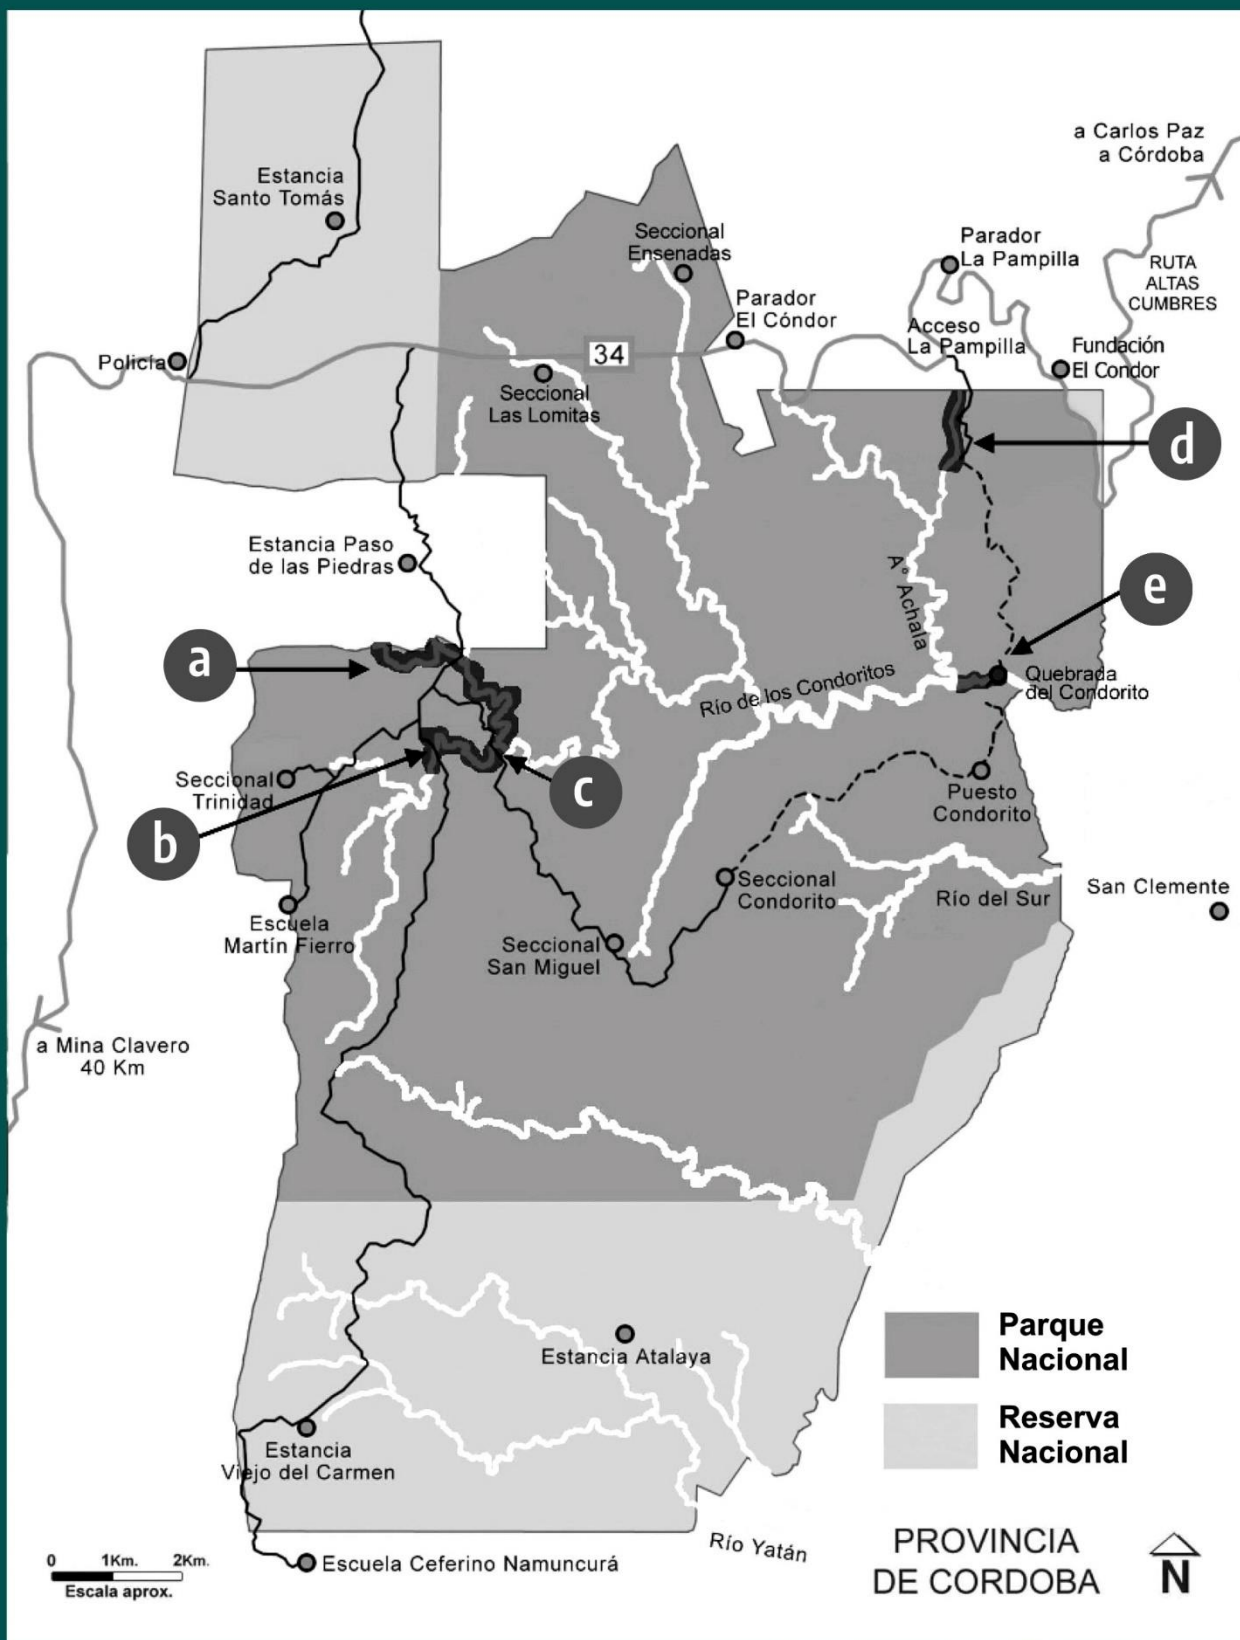 a Carlos Paz
a Córdoba
Estancia
Santo Tomás
Seccional
Ensenadas
Parador
La Pampilla
RUTA
ALTAS
CUMBRES
Parador
El Cóndor
Acceso
La Pampilla
Policía
34
Fundación
El Condor
Seccional
Las Lomitas
d
Estancia Paso
de las Piedras
A° Achala
e
a
Río de los Condoritos
Quebrada
del Condorito
Seccional
Trinidad
c
Puesto
Condorito
b
Seccional
Condorito
Río del Sur
San Clemente
Escuela
Martín Fierro
Seccional
San Miguel
a Mina Clavero
40 Km
Estancia Atalaya
Parque
Nacional
Reserva
Nacional
Estancia
Viejo del Carmen
Río Yatán
PROVINCIA
DE CORDOBA
N
0 1Km. 2Km.
Escala aprox.
Escuela Ceferino Namuncurá